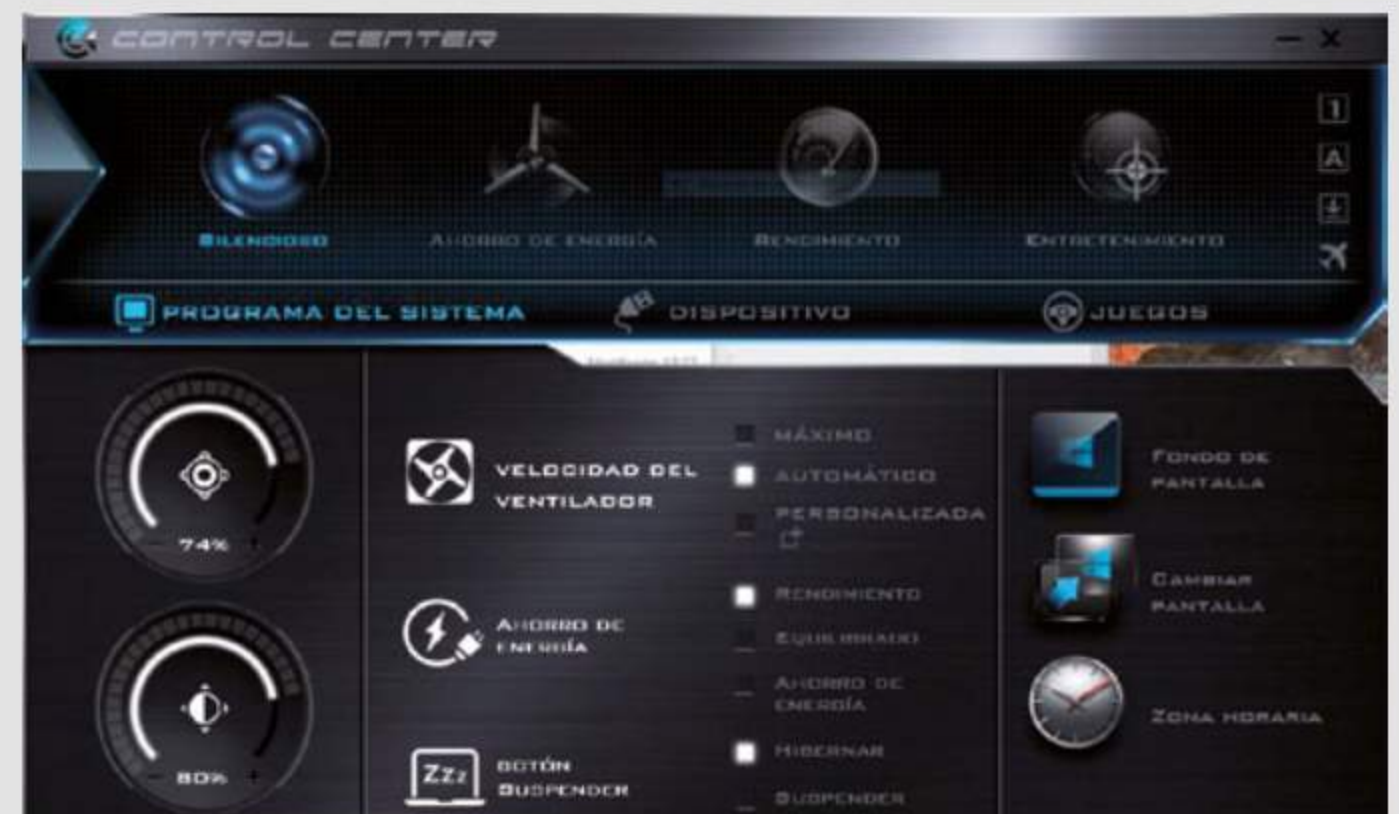 CONTROL CENTER
1
A
SILENCIOSO
AHORRO DE ENERGÍA
RENDIMIENTO
ENTRETENIMIENTO
PROGRAMA DEL SISTEMA
DISPOSITIVO
JUEGOS
74%
80%
VELOCIDAD DEL
VENTILADOR
MÁXIMO
AUTOMÁTICO
PERSONALIZADA
AHORRO DE
ENERGÍA
RENDIMIENTO
EQUILIBRADO
AHORRO DE
ENERGÍA
ZZZ
BOTÓN
SUSPENDER
HIBERNAR
SUSPENDER
FONDO DE
PANTALLA
CAMBIAR
PANTALLA
ZONA HORARIA